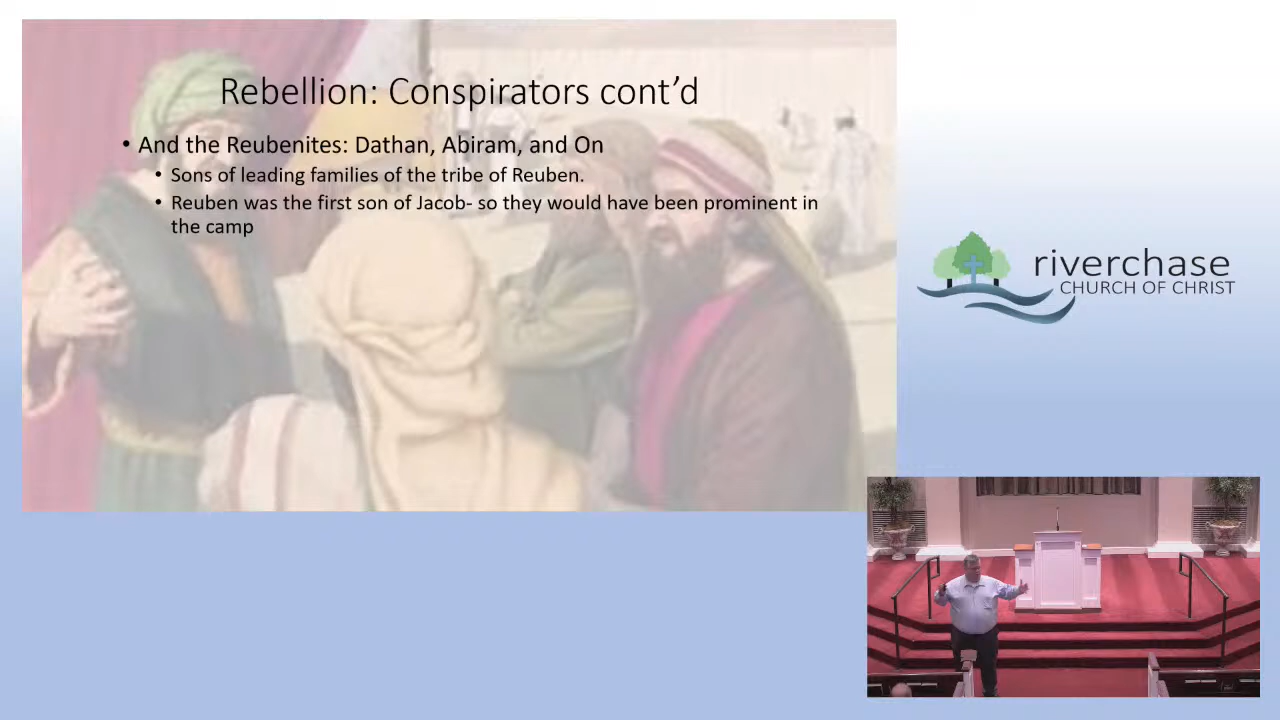 Rebellion: Conspirators cont’d
• And the Reubenites: Dathan, Abiram, and On
• Sons of leading families of the tribe of Reuben.
• Reuben was the first son of Jacob- so they would have been prominent in
the camp
riverchase
CHURCH OF CHRIST